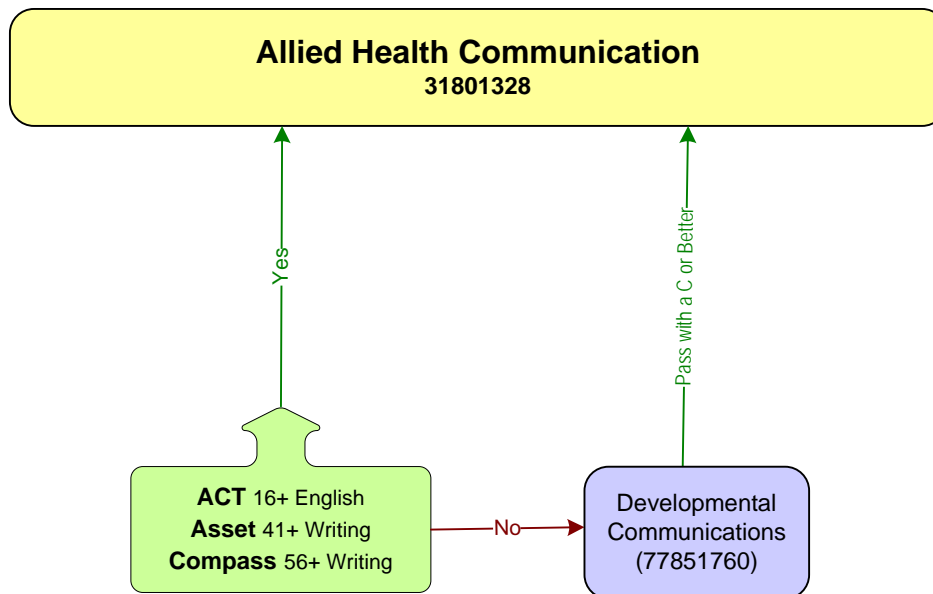 Allied Health Communication
31801328
Yes
Pass with a C or Better
ACT 16+ English
Asset 41+ Writing
Compass 56+ Writing
No
Developmental
Communications
(77851760)